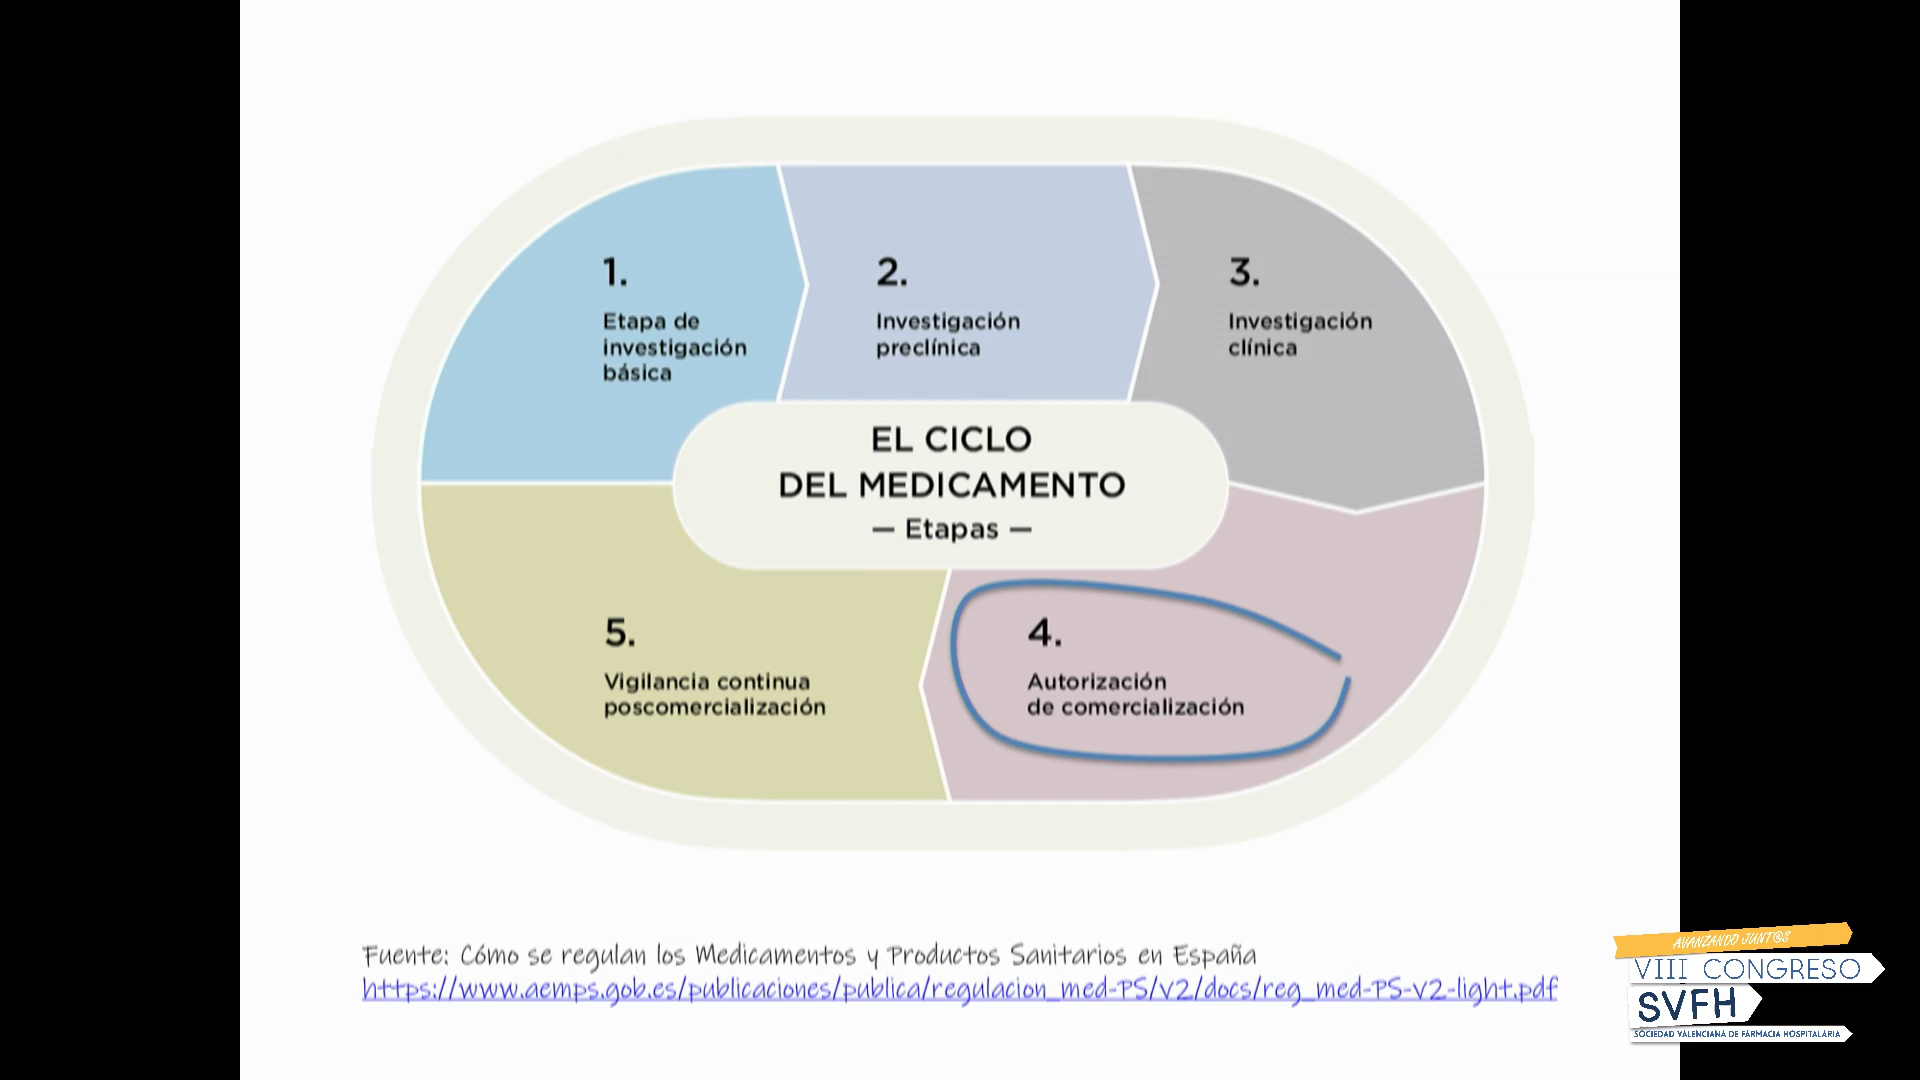 1.
Etapa de
investigación
básica
2.
Investigación
preclínica
3.
Investigación
clínica
EL CICLO
DEL MEDICAMENTO
— Etapas —
5.
Vigilancia continua
poscomercialización
4.
Autorización
de comercialización
Fuente: Cómo se regulan los Medicamentos y Productos Sanitarios en España
https://www.aemps.gob.es/publicaciones/publica/regulacion_med-PS/v2/docs/reg_med-PS-V2-light.pdf
AVANZANDO JUNT@S
VIII CONGRESO
SVFH
SOCIEDAD VALENCIANA DE FARMACIA HOSPITALARIA